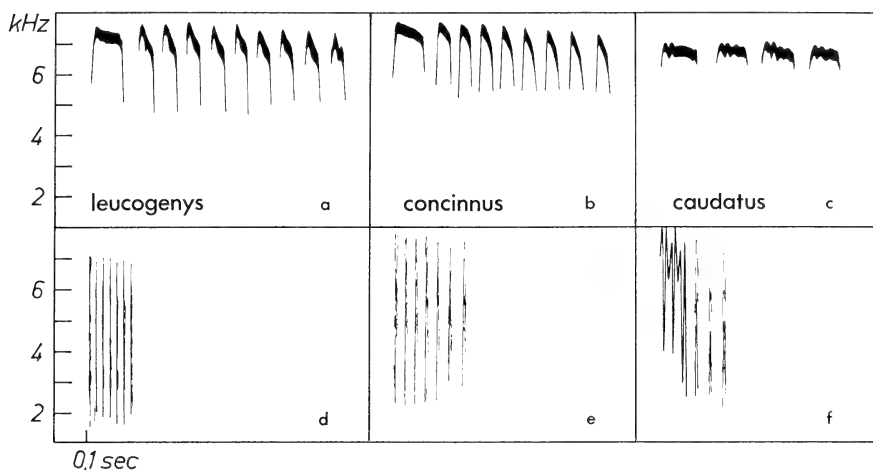 kHz
6
4
2
leucogenys a
concinnus b
caudatus c
6
4
2
d
e
f
0,1 sec